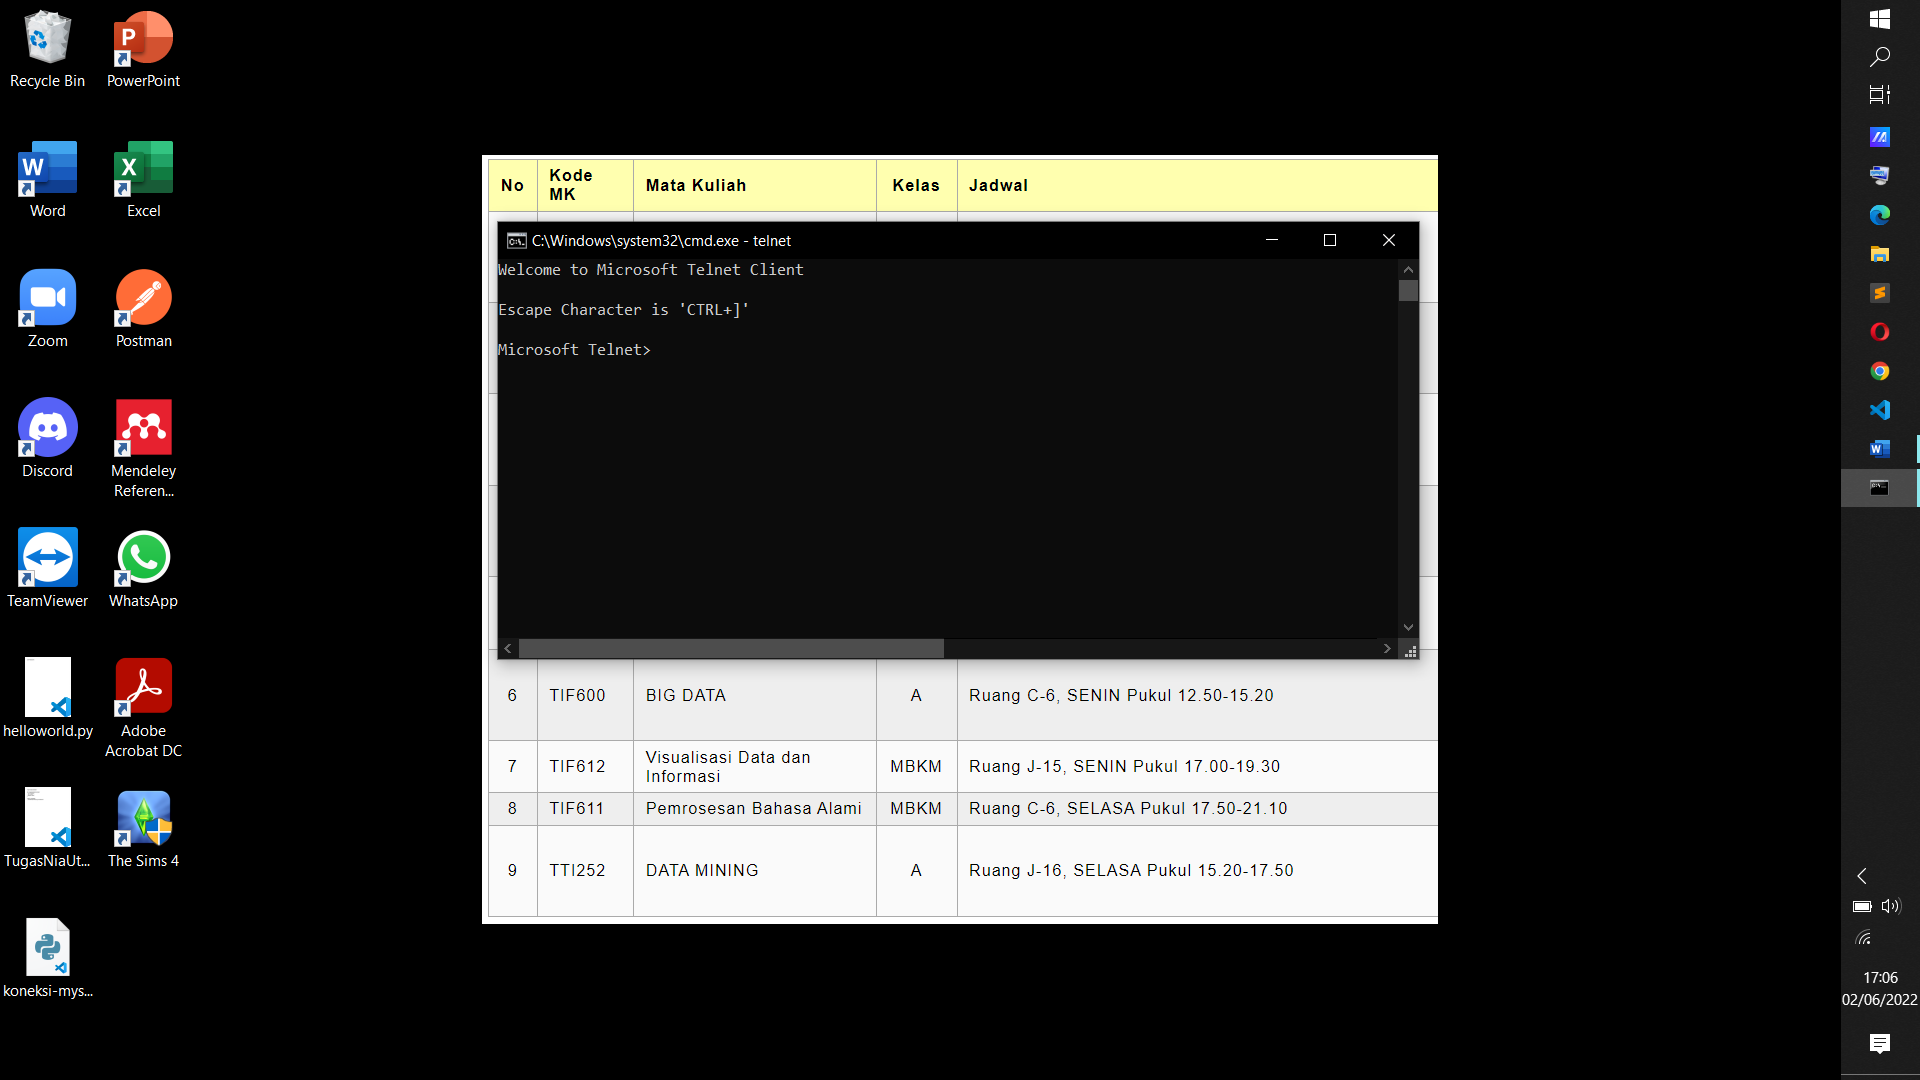 Recycle Bin
PowerPoint
Word
Excel
Zoom
Postman
Discord
Mendeley
Referen...
TeamViewer
WhatsApp
helloworld.py
Adobe
Acrobat DC
TugasNiaUt...
The Sims 4
koneksi-mys...
No
Kode
MK
Mata Kuliah
Kelas
Jadwal
C:\Windows\system32\cmd.exe - telnet
Welcome to Microsoft Telnet Client
Escape Character is 'CTRL+]'
Microsoft Telnet>
6 TIF600 BIG DATA A Ruang C-6, SENIN Pukul 12.50-15.20
7 TIF612 Visualisasi Data dan
Informasi MBKM Ruang J-15, SENIN Pukul 17.00-19.30
8 TIF611 Pemrosesan Bahasa Alami MBKM Ruang C-6, SELASA Pukul 17.50-21.10
9 TTI252 DATA MINING A Ruang J-16, SELASA Pukul 15.20-17.50
17:06
02/06/2022